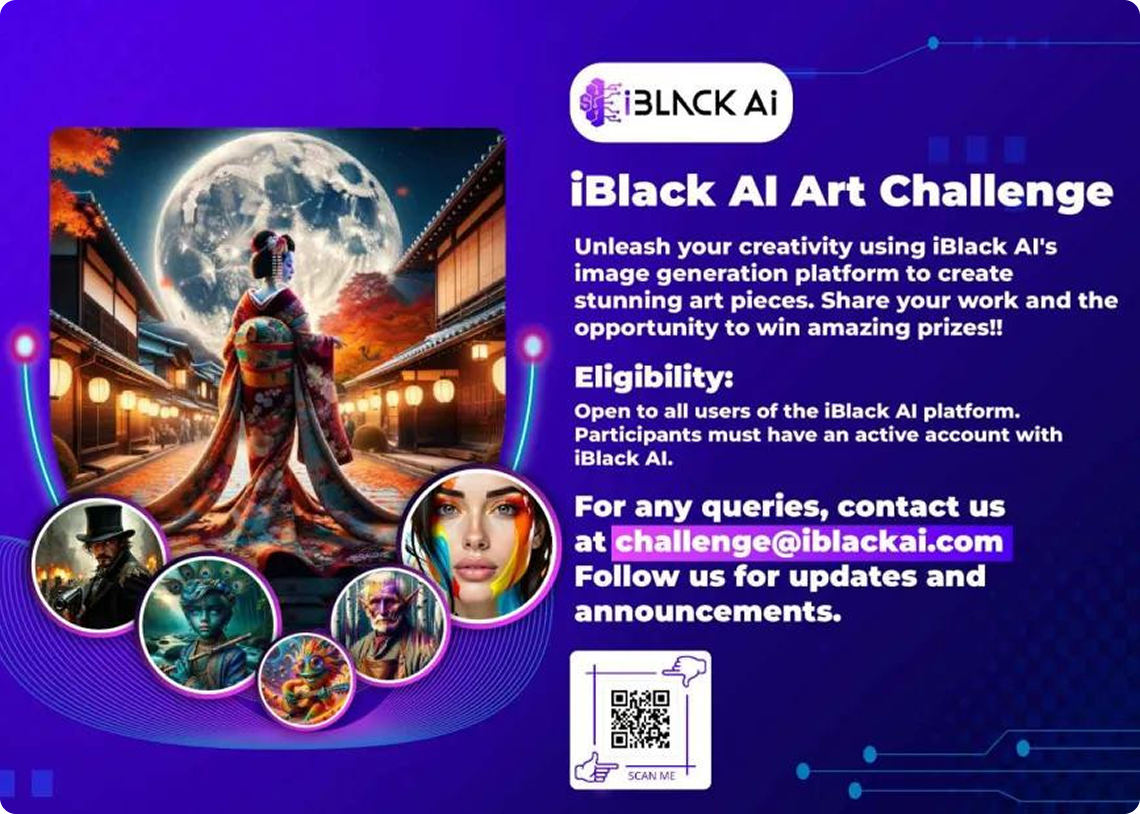 iBLACK Ai
iBlack AI Art Challenge
Unleash your creativity using iBlack AI's
image generation platform to create
stunning art pieces. Share your work and the
opportunity to win amazing prizes!!
Eligibility:
Open to all users of the iBlack AI platform.
Participants must have an active account with
iBlack AI.
For any queries, contact us
at challenge@iblackai.com
Follow us for updates and
announcements.
SCAN ME